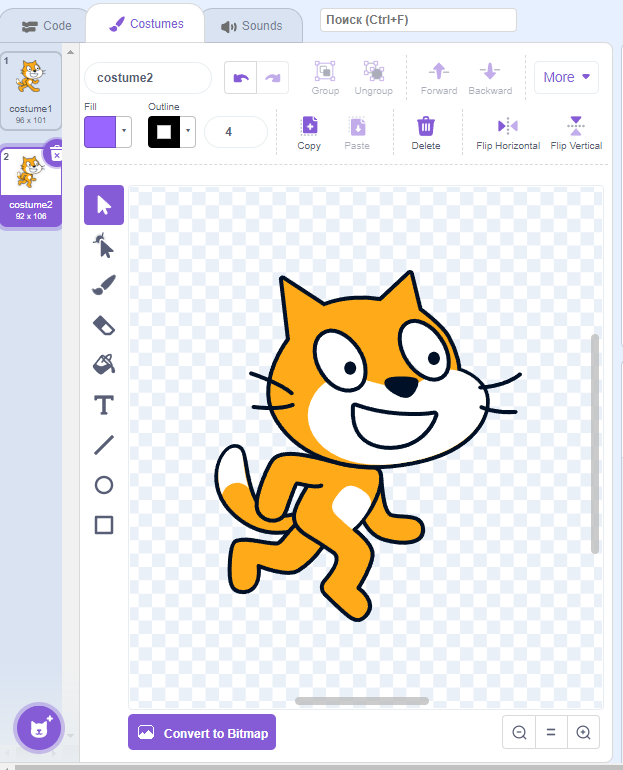 Code
Costumes
Sounds
Поиск (Ctrl+F)
1
costume1
96 x 101
2
costume2
92 x 106
costume2
Group
Ungroup
Forward
Backward
More
Fill
Outline
4
Copy
Paste
Delete
Flip Horizontal
Flip Vertical
T
Convert to Bitmap